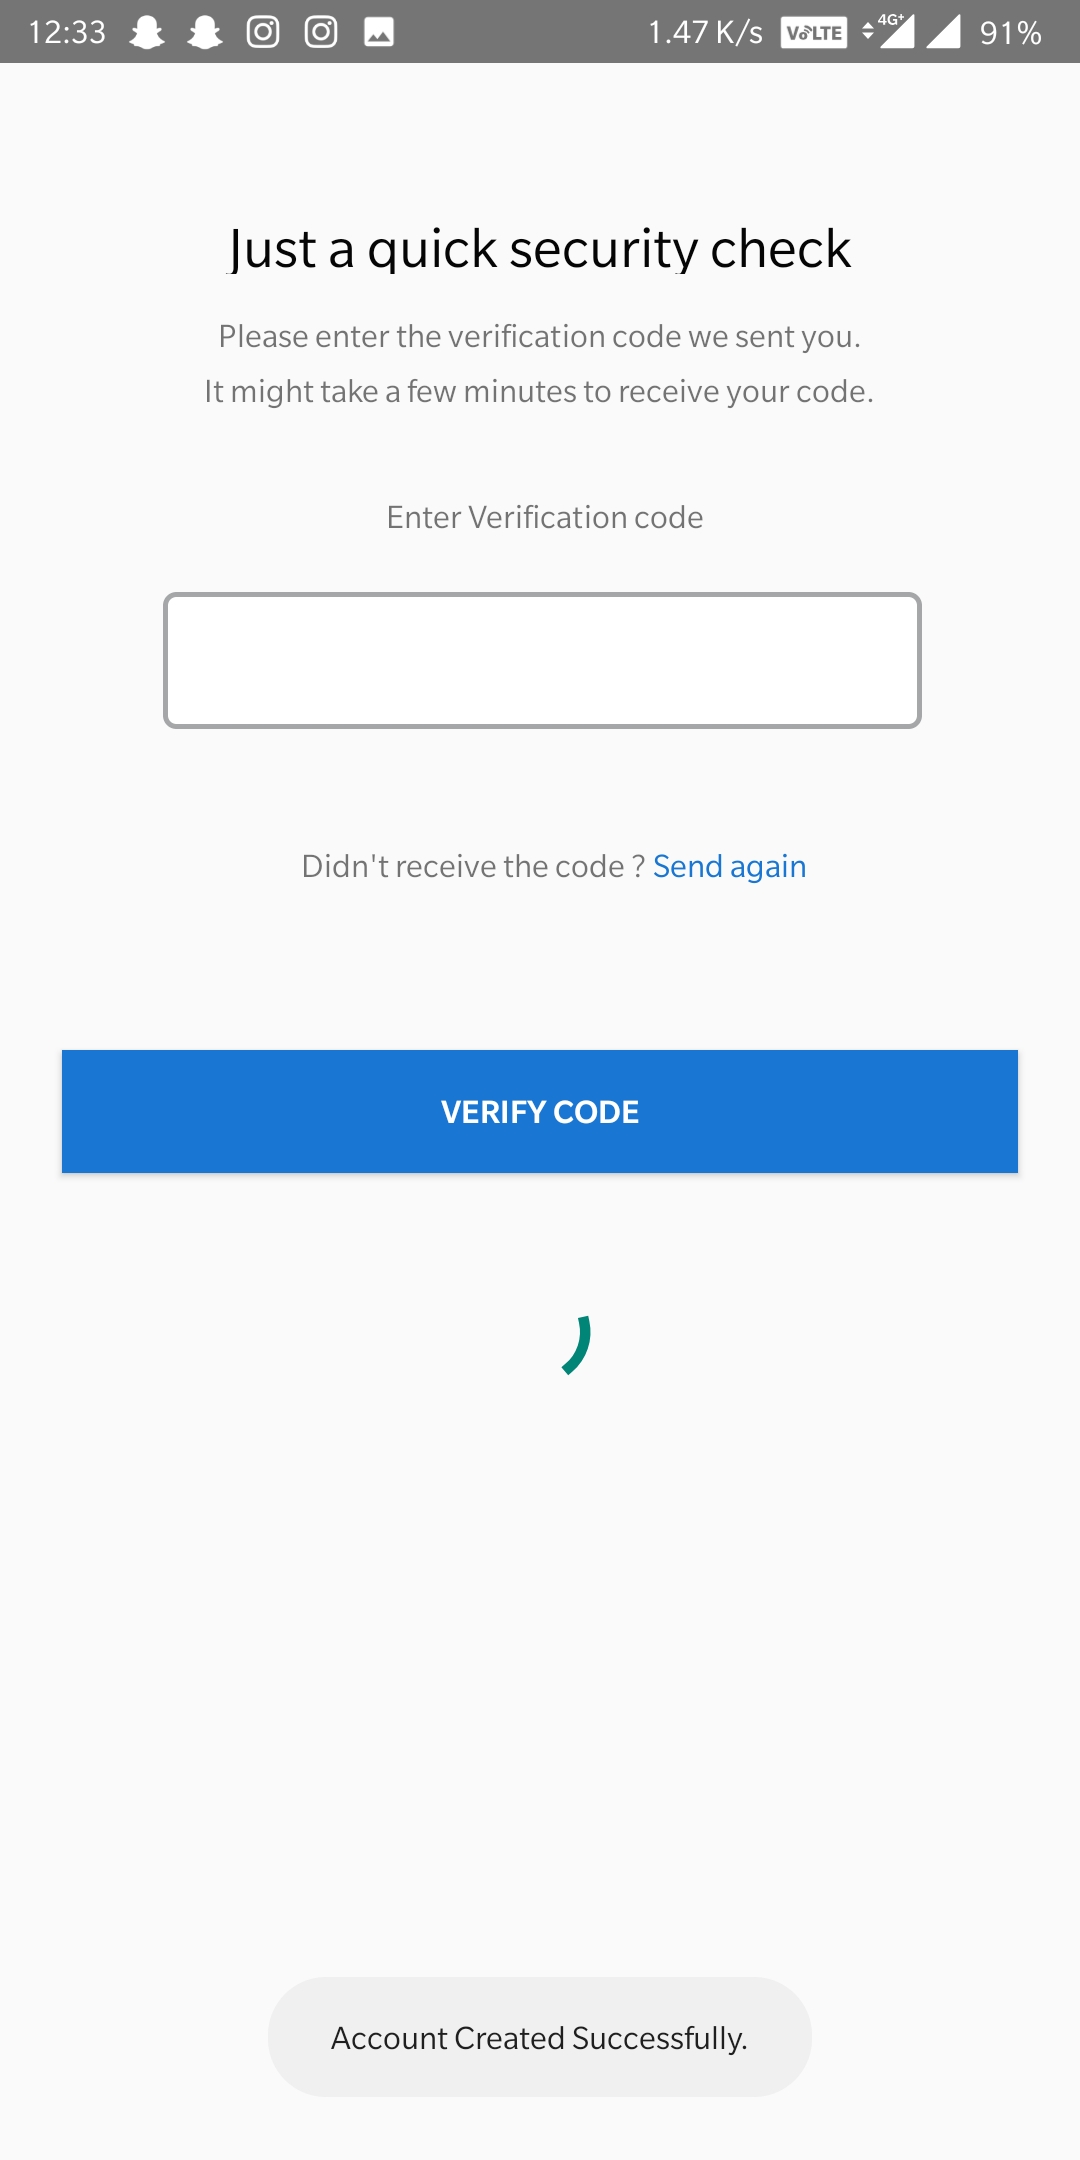 12:33 1.47 K/s VoLTE 4G+ 91%
Just a quick security check
Please enter the verification code we sent you.
It might take a few minutes to receive your code.
Enter Verification code
Didn't receive the code ? Send again
VERIFY CODE
Account Created Successfully.